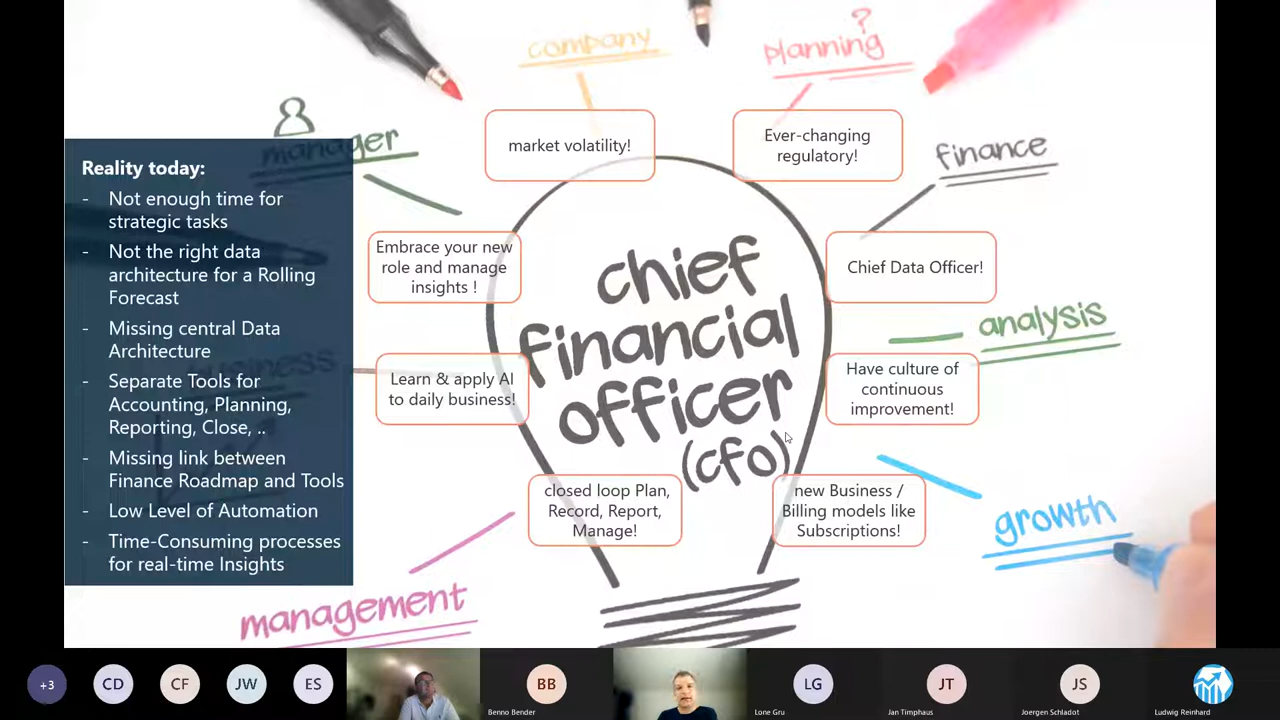 company
planning
?
manager
finance
market volatility!
Ever-changing
regulatory!
Reality today:
- Not enough time for
strategic tasks
- Not the right data
architecture for a Rolling
Forecast
- Missing central Data
Architecture
- Separate Tools for
Accounting, Planning,
Reporting, Close, ..
- Missing link between
Finance Roadmap and Tools
- Low Level of Automation
- Time-Consuming processes
for real-time Insights
Embrace your new
role and manage
insights !
Chief Data Officer!
chief
financial
officer
(cfo)
analysis
business
Learn & apply AI
to daily business!
Have culture of
continuous
improvement!
closed loop Plan,
Record, Report,
Manage!
new Business /
Billing models like
Subscriptions!
growth
management
+3
CD
CF
JW
ES
BB
Benno Bender
LG
Lone Gru
JT
Jan Timphaus
JS
Joergen Schladot
Ludwig Reinhard